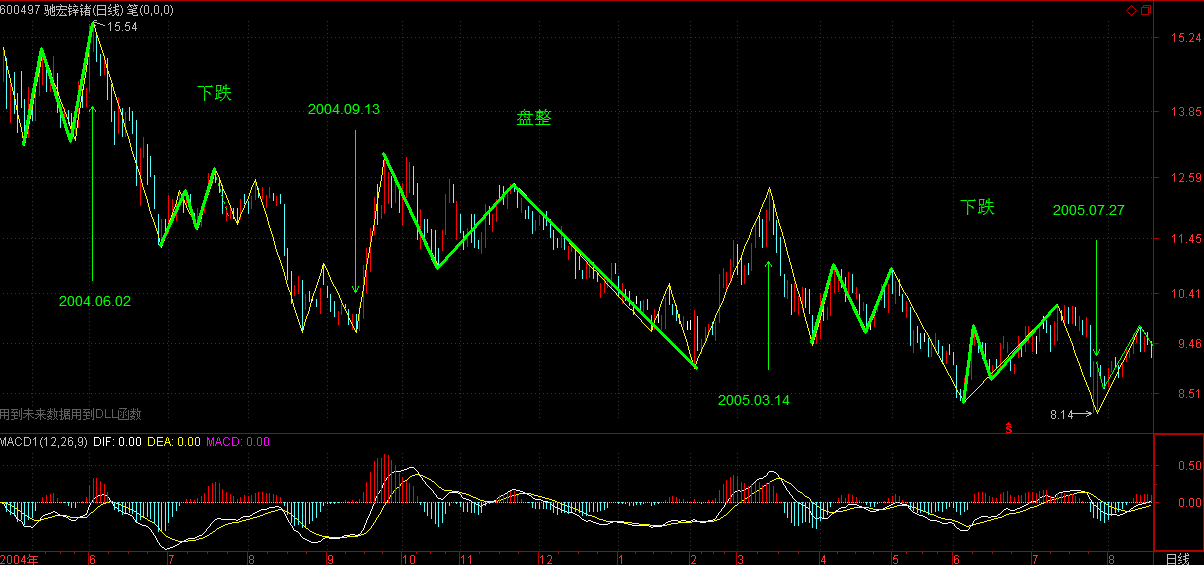 600497 驰宏锌锗(日线) 笔(0,0,0)
15.54
15.24
下跌
2004.09.13
13.85
盘整
12.59
下跌
2005.07.27
11.45
2004.06.02
10.41
9.46
2005.03.14
8.51
8.14
用到未来数据用到DLL函数
S
MACD1(12,26,9) DIF: 0.00 DEA: 0.00 MACD: 0.00
0.50
0.00
2004年 6 7 8 9 10 11 12 1 2 3 4 5 6 7 8 日线